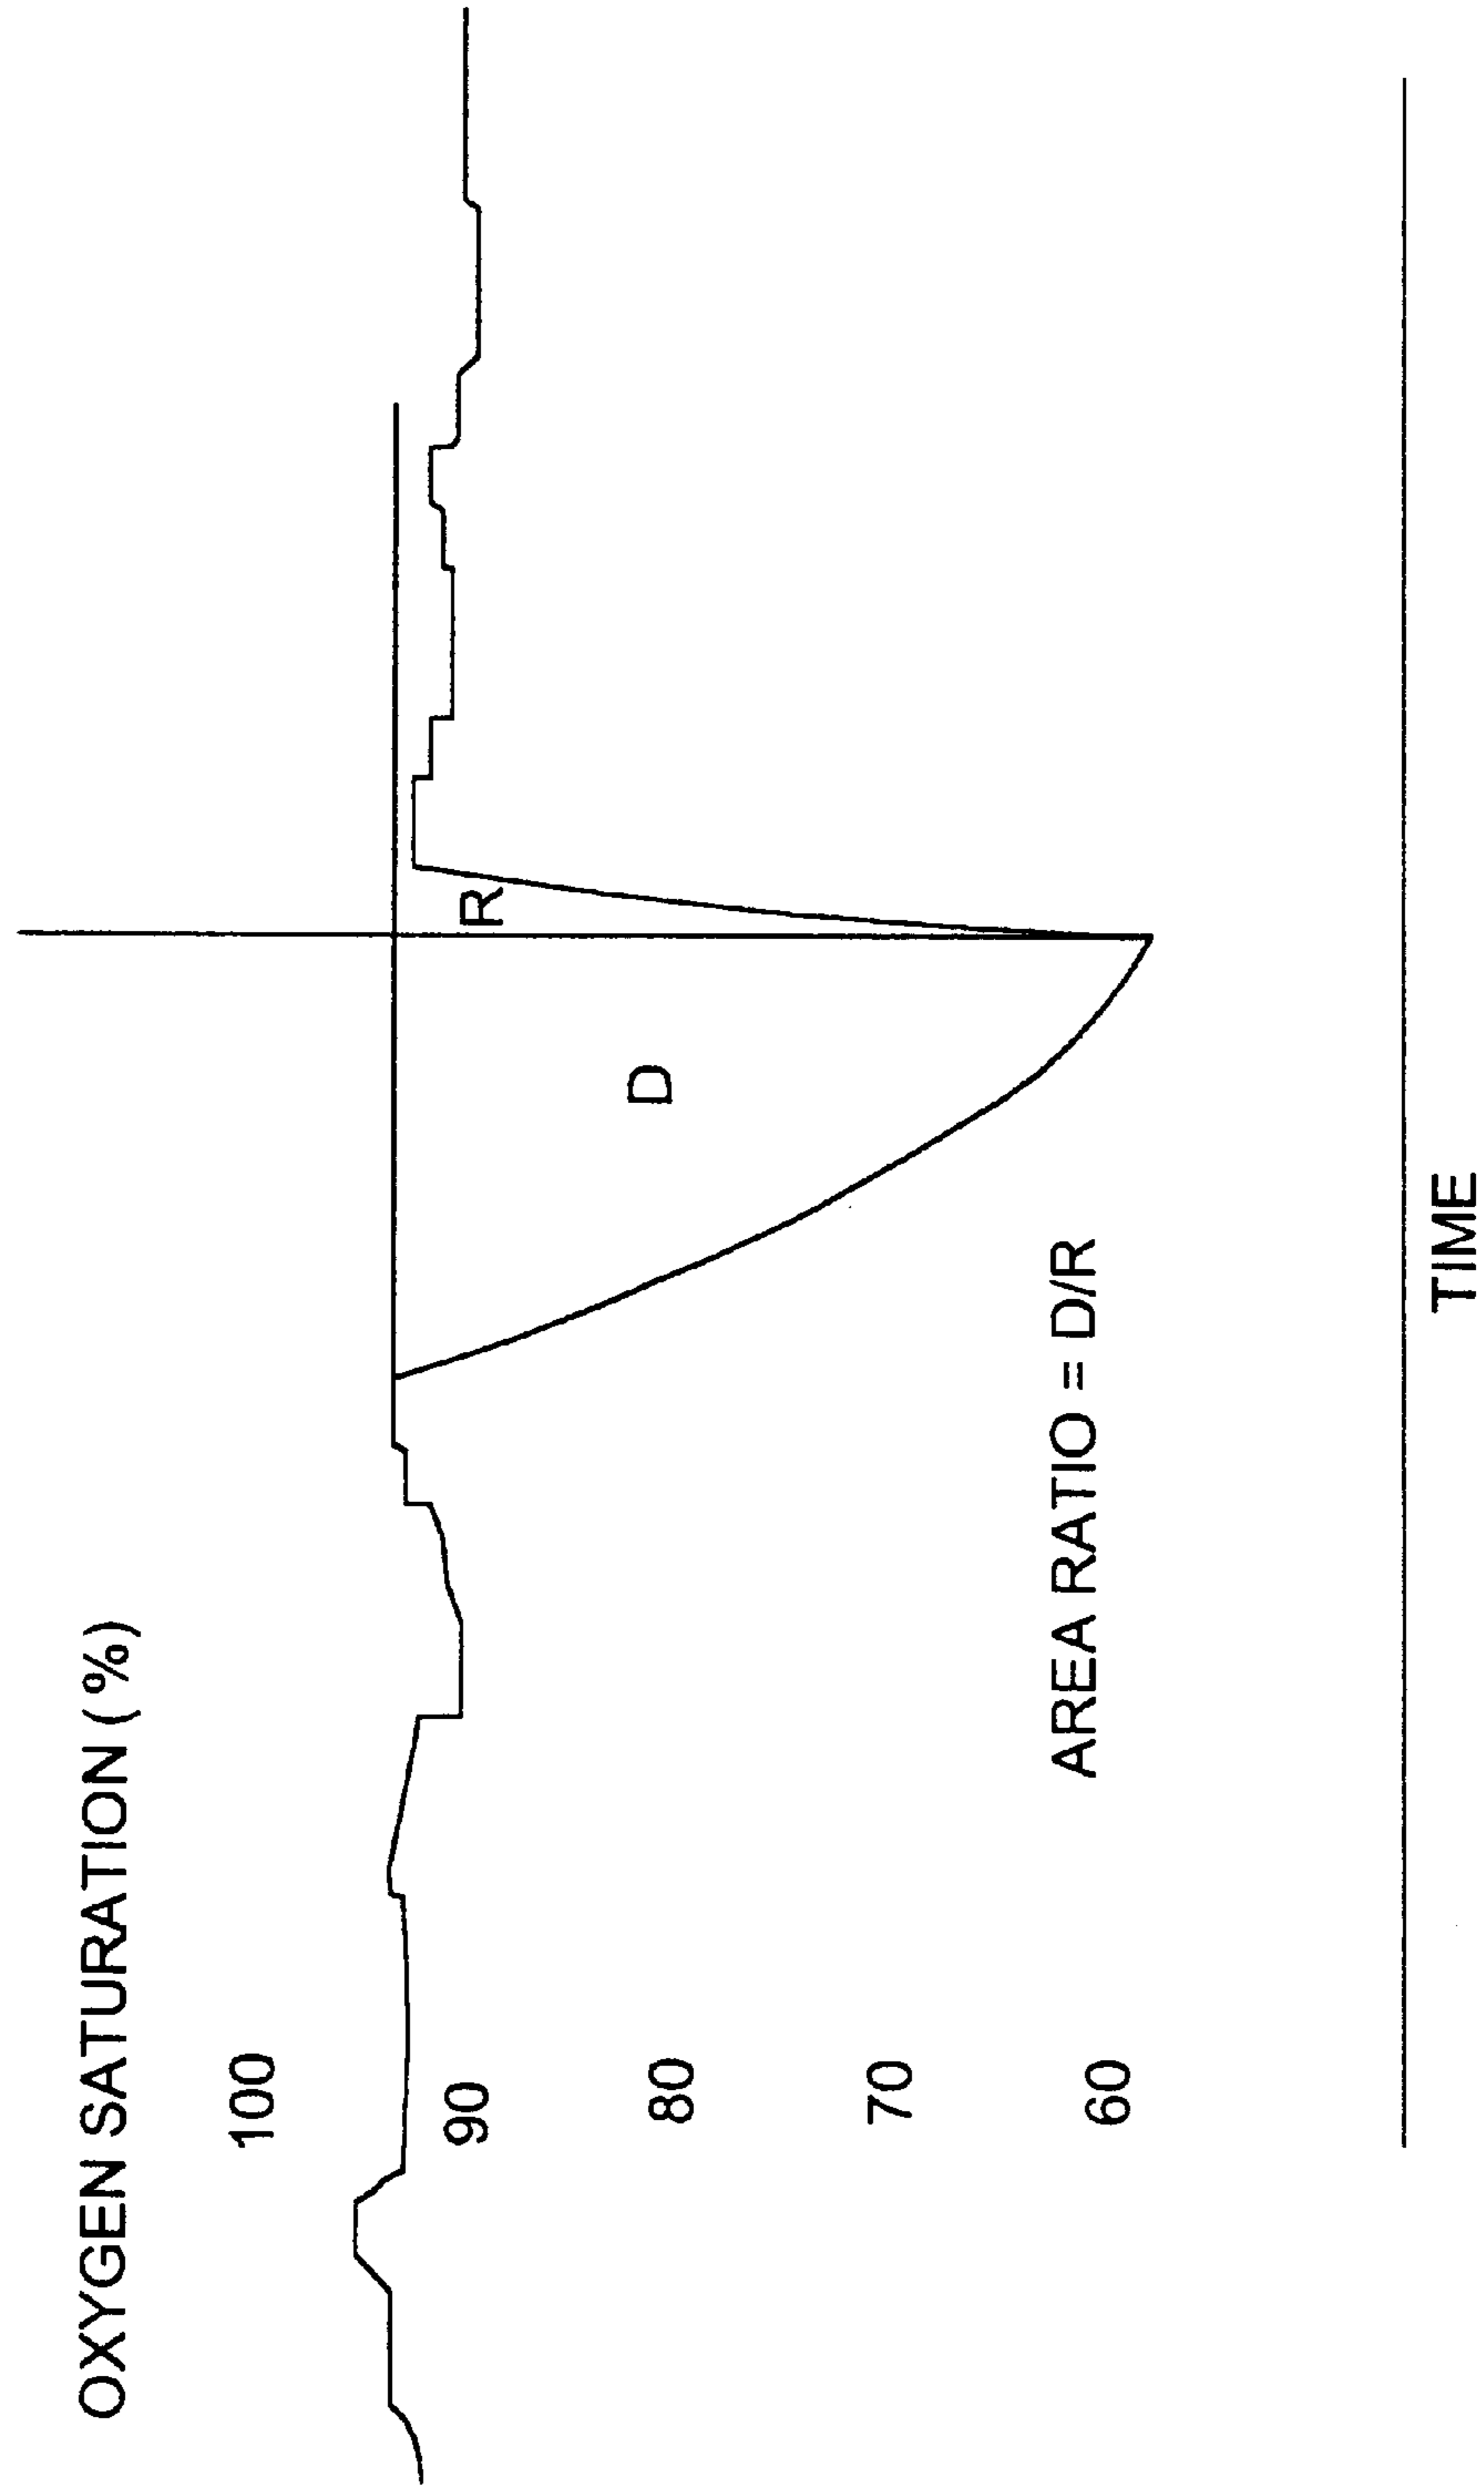 OXYGEN SATURATION (%)
100
90
80
70
60
R
D
AREA RATIO = D/R
TIME